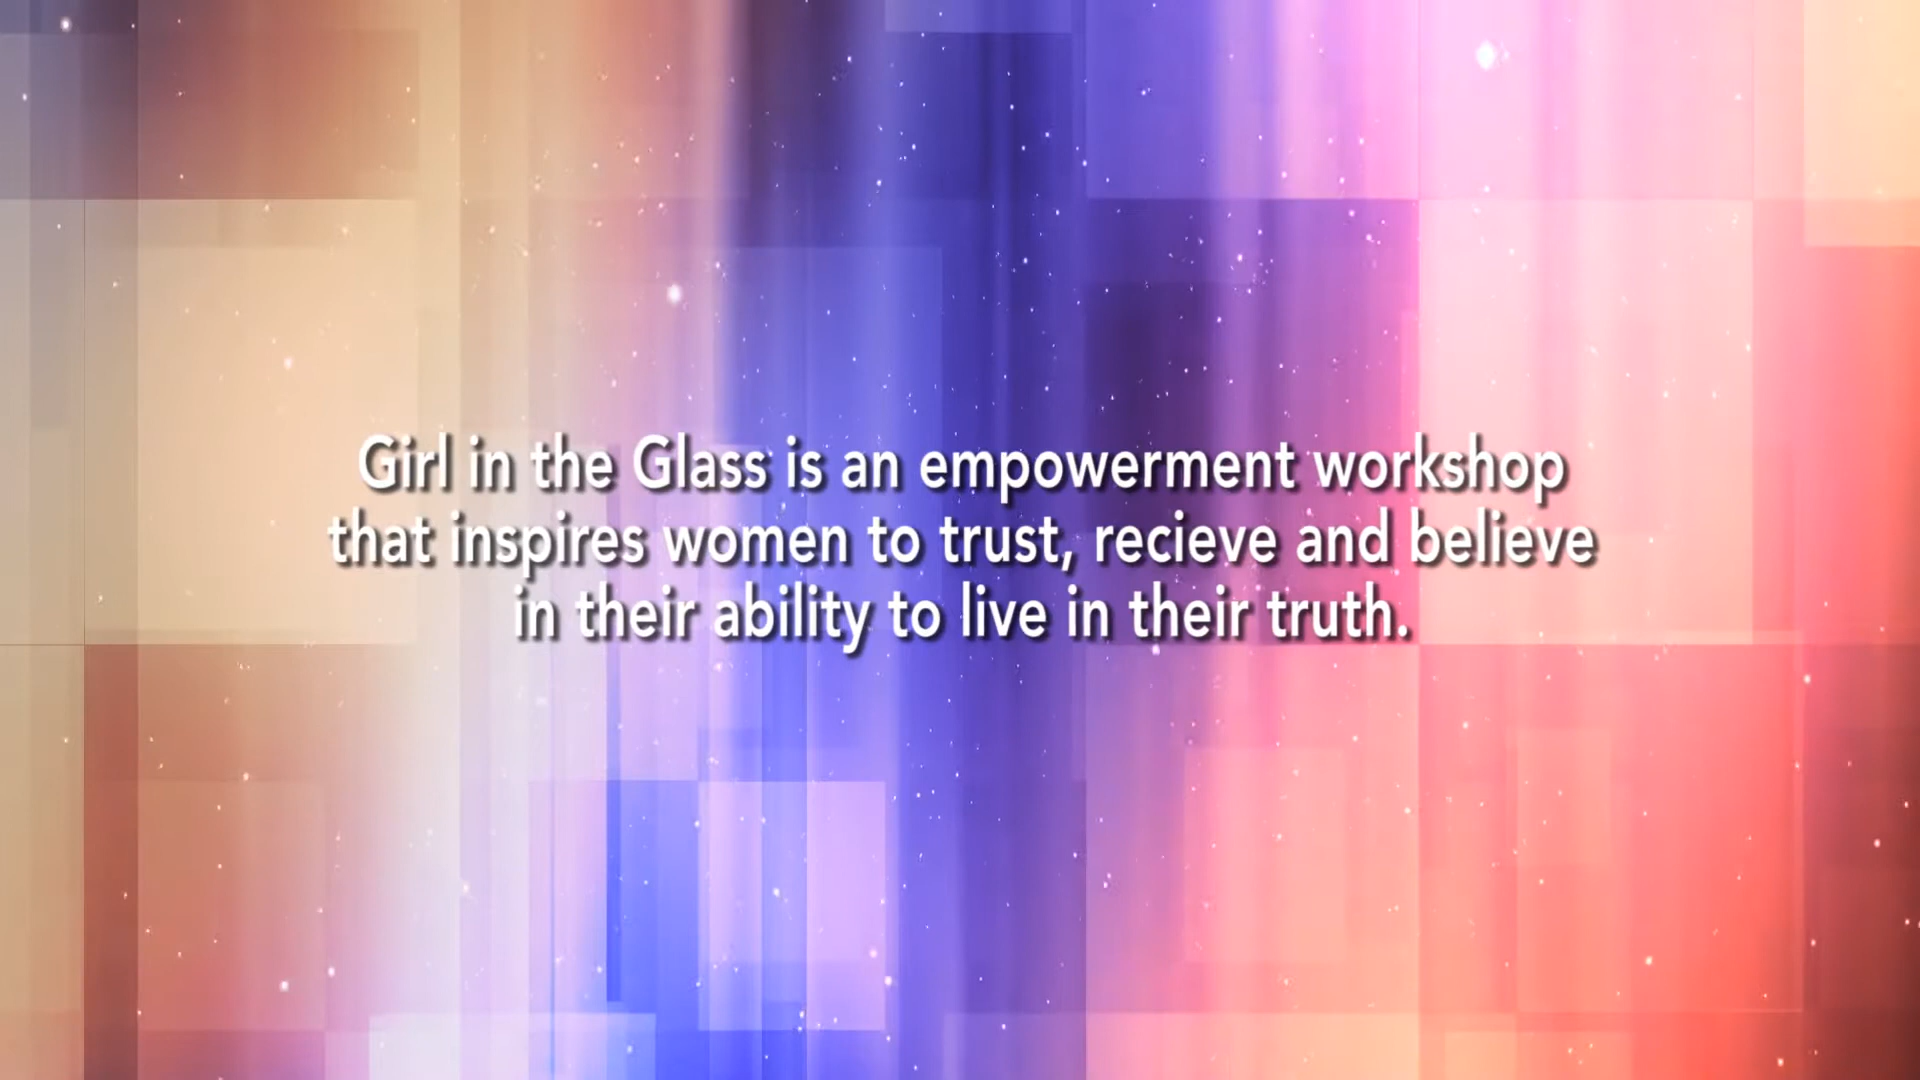 Girl in the Glass is an empowerment workshop
that inspires women to trust, recieve and believe
in their ability to live in their truth.